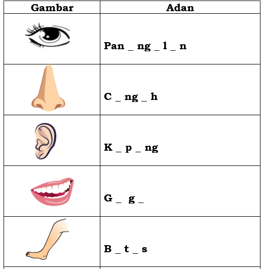 Gambar Adan
Pan _ ng _ l _ n
C _ ng _ h
K _ p _ ng
G _ g _
B _ t _ s